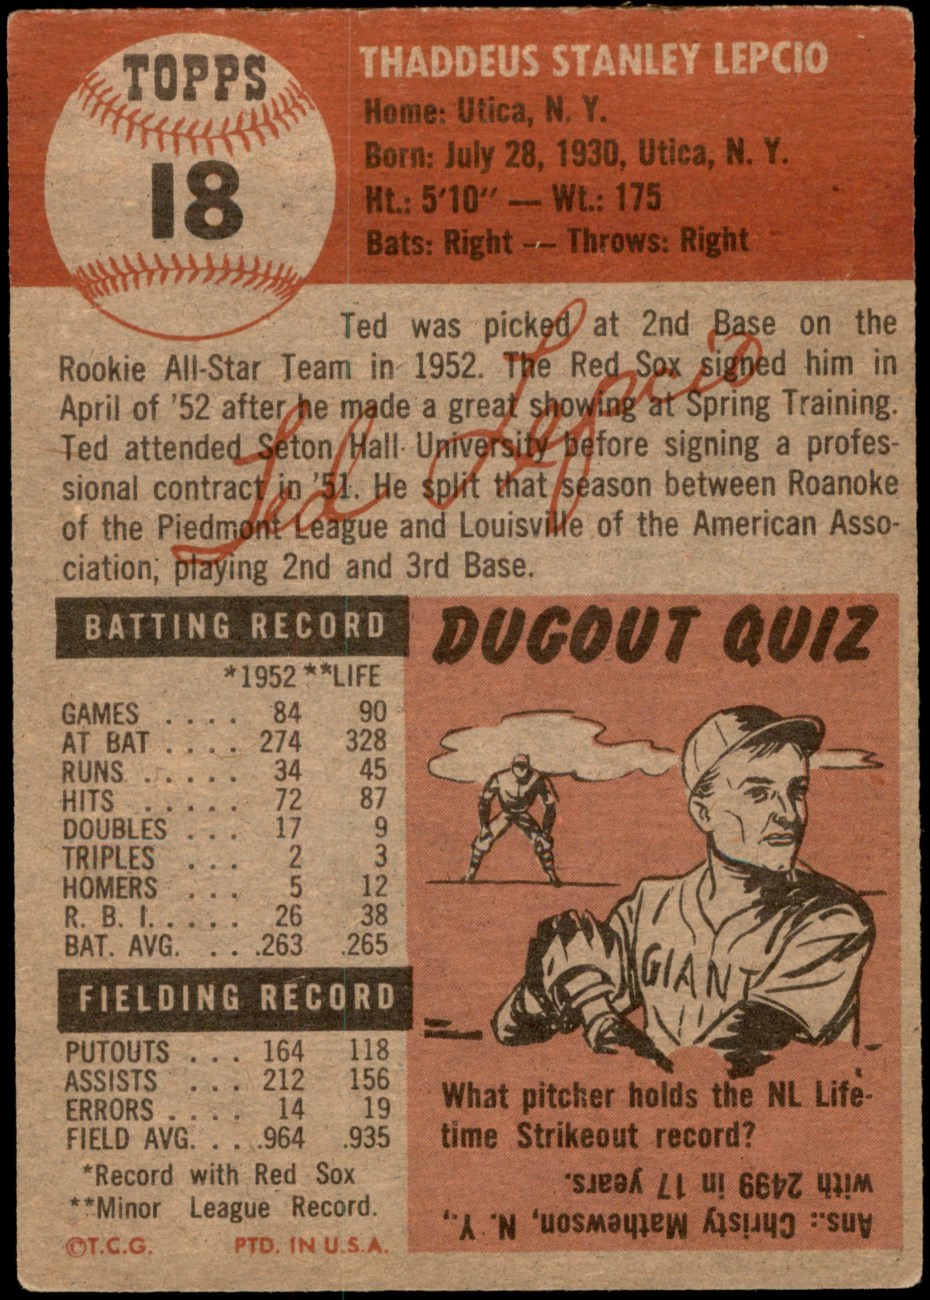 TOPPS
18
THADDEUS STANLEY LEPCIO
Home: Utica, N. Y.
Born: July 28, 1930, Utica, N. Y.
Ht.: 5'10" — Wt.: 175
Bats: Right — Throws: Right
Ted was picked at 2nd Base on the
Rookie All-Star Team in 1952. The Red Sox signed him in
April of '52 after he made a great showing at Spring Training.
Ted attended Seton Hall University before signing a profes-
sional contract in '51. He split that season between Roanoke
of the Piedmont League and Louisville of the American Asso-
ciation, playing 2nd and 3rd Base.
Ted Lepcio
BATTING RECORD
*1952 **LIFE
GAMES .... 84 90
AT BAT .... 274 328
RUNS ..... 34 45
HITS ..... 72 87
DOUBLES ... 17 9
TRIPLES ... 2 3
HOMERS ... 5 12
R. B. I. .... 26 38
BAT. AVG. ... .263 .265
FIELDING RECORD
PUTOUTS ... 164 118
ASSISTS ... 212 156
ERRORS .... 14 19
FIELD AVG. ... .964 .935
*Record with Red Sox
**Minor League Record.
©T.C.G. PTD. IN U.S.A.
DUGOUT QUIZ
GIANT
What pitcher holds the NL Life-
time Strikeout record?
Ans.: Christy Mathewson, N. Y.,
with 2499 in 17 years.